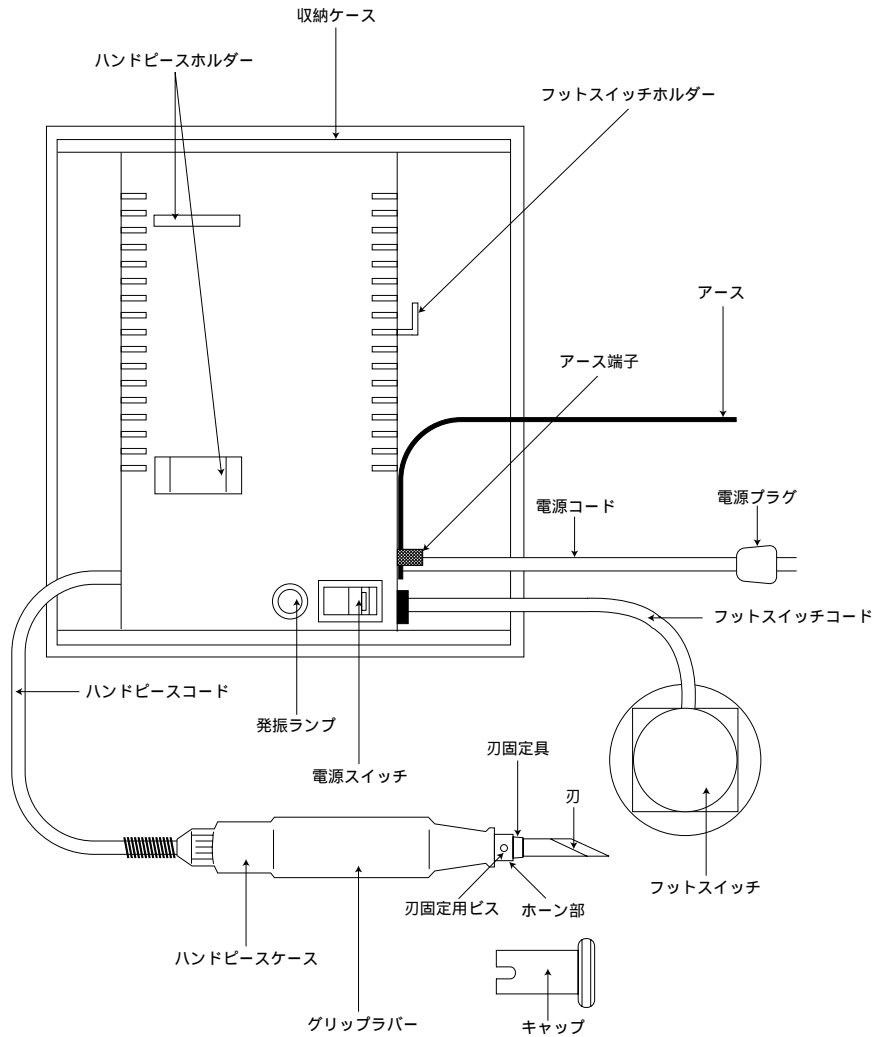 収納ケース
ハンドピースホルダー
フットスイッチホルダー
アース
アース端子
電源コード
電源プラグ
フットスイッチコード
ハンドピースコード
発振ランプ
電源スイッチ
刃固定具
刃
フットスイッチ
刃固定用ビス
ホーン部
ハンドピースケース
グリップラバー
キャップ